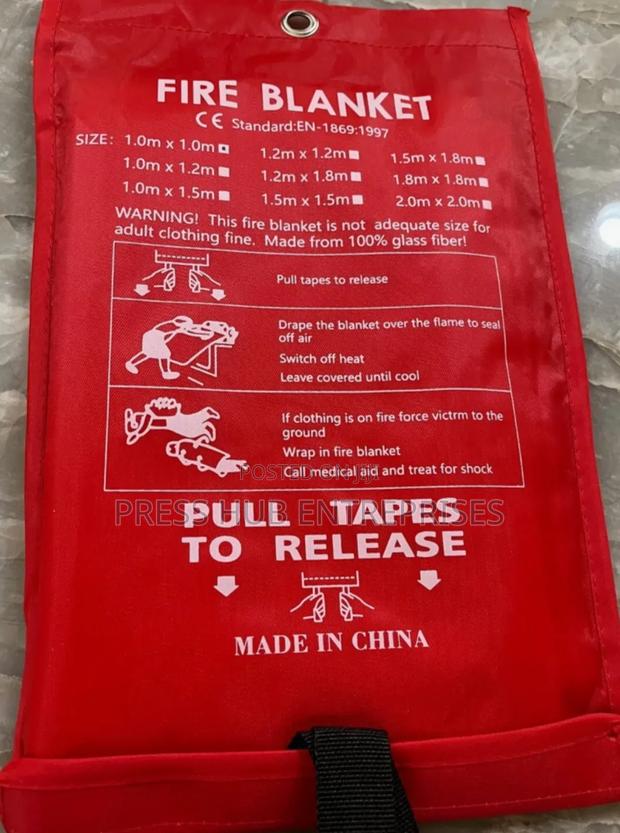 FIRE BLANKET
CE Standard:EN-1869:1997
SIZE: 1.0m x 1.0m 1.2m x 1.2m 1.5m x 1.8m
1.0m x 1.2m 1.2m x 1.8m 1.8m x 1.8m
1.0m x 1.5m 1.5m x 1.5m 2.0m x 2.0m
WARNING! This fire blanket is not adequate size for
adult clothing fine. Made from 100% glass fiber!
Pull tapes to release
Drape the blanket over the flame to seal
off air
Switch off heat
Leave covered until cool
If clothing is on fire force victrm to the
ground
Wrap in fire blanket
POSTED ON JIJI
Call medical aid and treat for shock
PRESSHUB ENTERPRISES
PULL TAPES
TO RELEASE
MADE IN CHINA